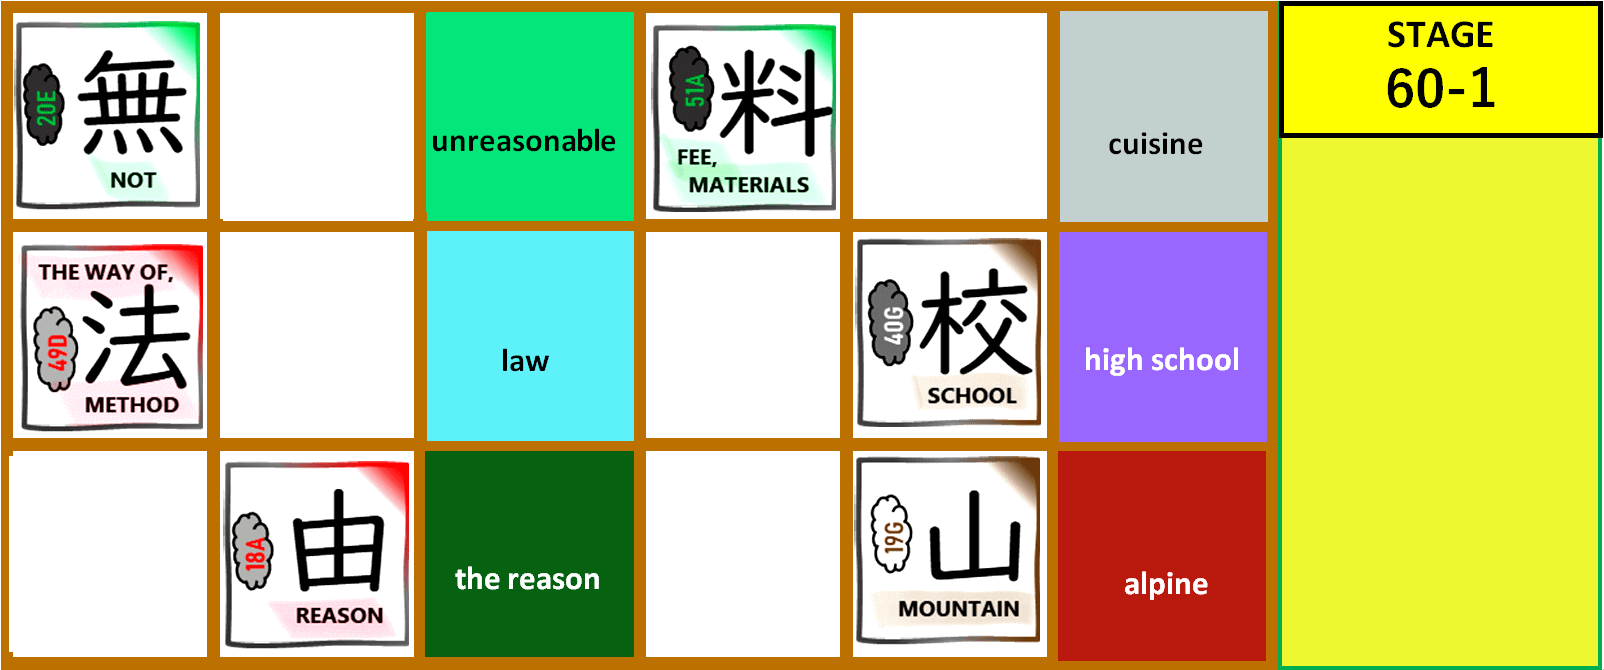 20E
無
NOT
unreasonable
51A
料
FEE,
MATERIALS
cuisine
STAGE
60-1
THE WAY OF,
49D
法
METHOD
law
40G
校
SCHOOL
high school
18A
由
REASON
the reason
19G
山
MOUNTAIN
alpine